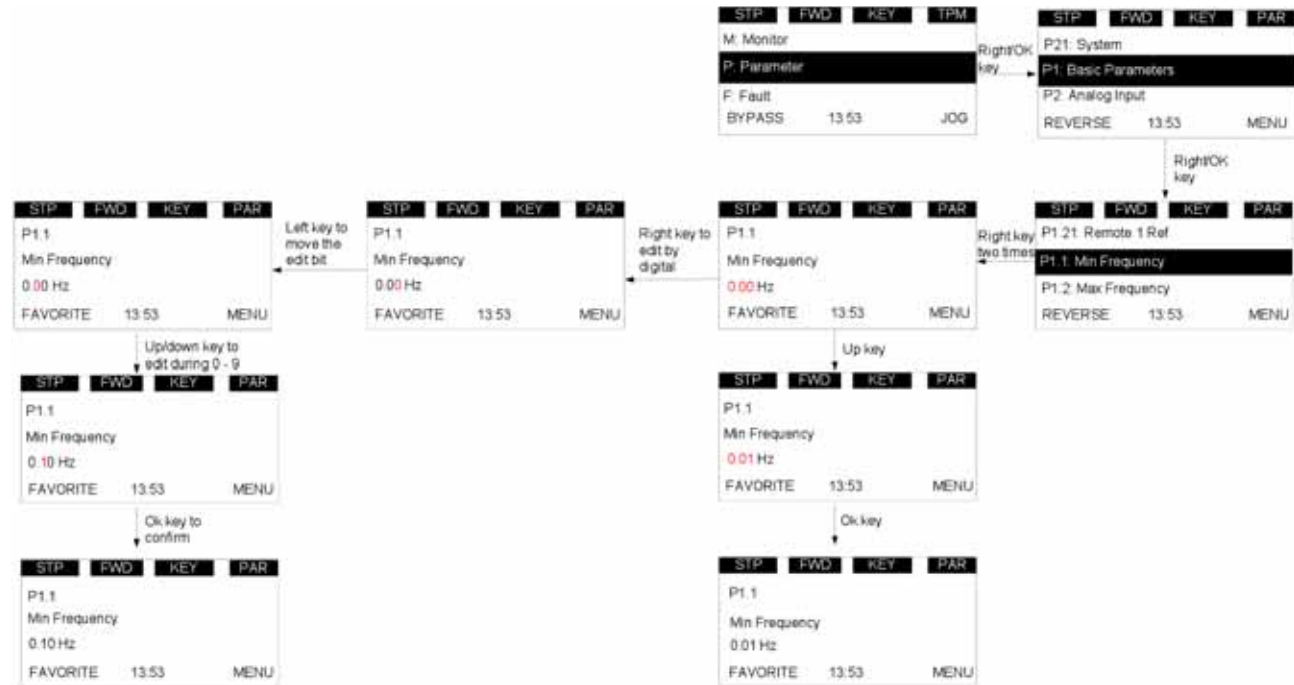 STP FWD KEY TPM
M: Monitor
P: Parameter
F: Fault
BYPASS 13:53 JOG
Right/OK
key
STP FWD KEY PAR
P21: System
P1: Basic Parameters
P2: Analog Input
REVERSE 13:53 MENU
Right/OK
key
STP FWD KEY PAR
P1.21: Remote 1 Ref
P1.1: Min Frequency
P1.2: Max Frequency
REVERSE 13:53 MENU
Right key
two times
STP FWD KEY PAR
P1.1
Min Frequency
0.00 Hz
FAVORITE 13:53 MENU
Right key to
edit by
digital
STP FWD KEY PAR
P1.1
Min Frequency
0.00 Hz
FAVORITE 13:53 MENU
Left key to
move the
edit bit
STP FWD KEY PAR
P1.1
Min Frequency
0.00 Hz
FAVORITE 13:53 MENU
Up/down key to
edit during 0 - 9
STP FWD KEY PAR
P1.1
Min Frequency
0.10 Hz
FAVORITE 13:53 MENU
Ok key to
confirm
STP FWD KEY PAR
P1.1
Min Frequency
0.10 Hz
FAVORITE 13:53 MENU
Up key
STP FWD KEY PAR
P1.1
Min Frequency
0.01 Hz
FAVORITE 13:53 MENU
Ok key
STP FWD KEY PAR
P1.1
Min Frequency
0.01 Hz
FAVORITE 13:53 MENU